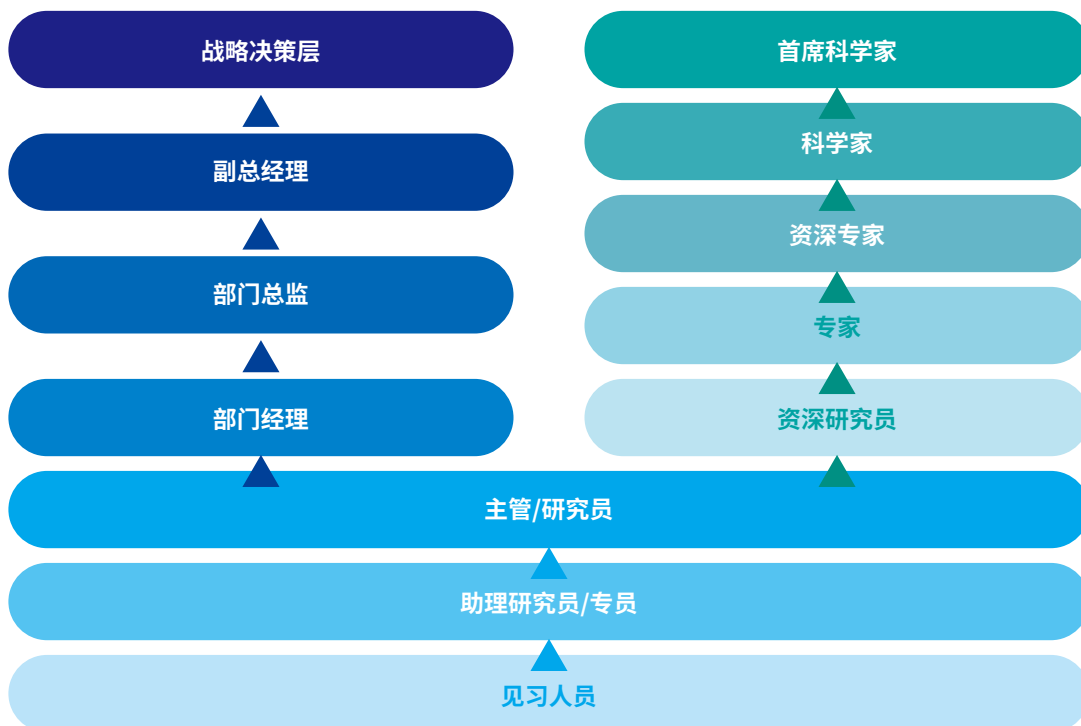 战略决策层
副总经理
部门总监
部门经理
首席科学家
科学家
资深专家
专家
资深研究员
主管/研究员
助理研究员/专员
见习人员